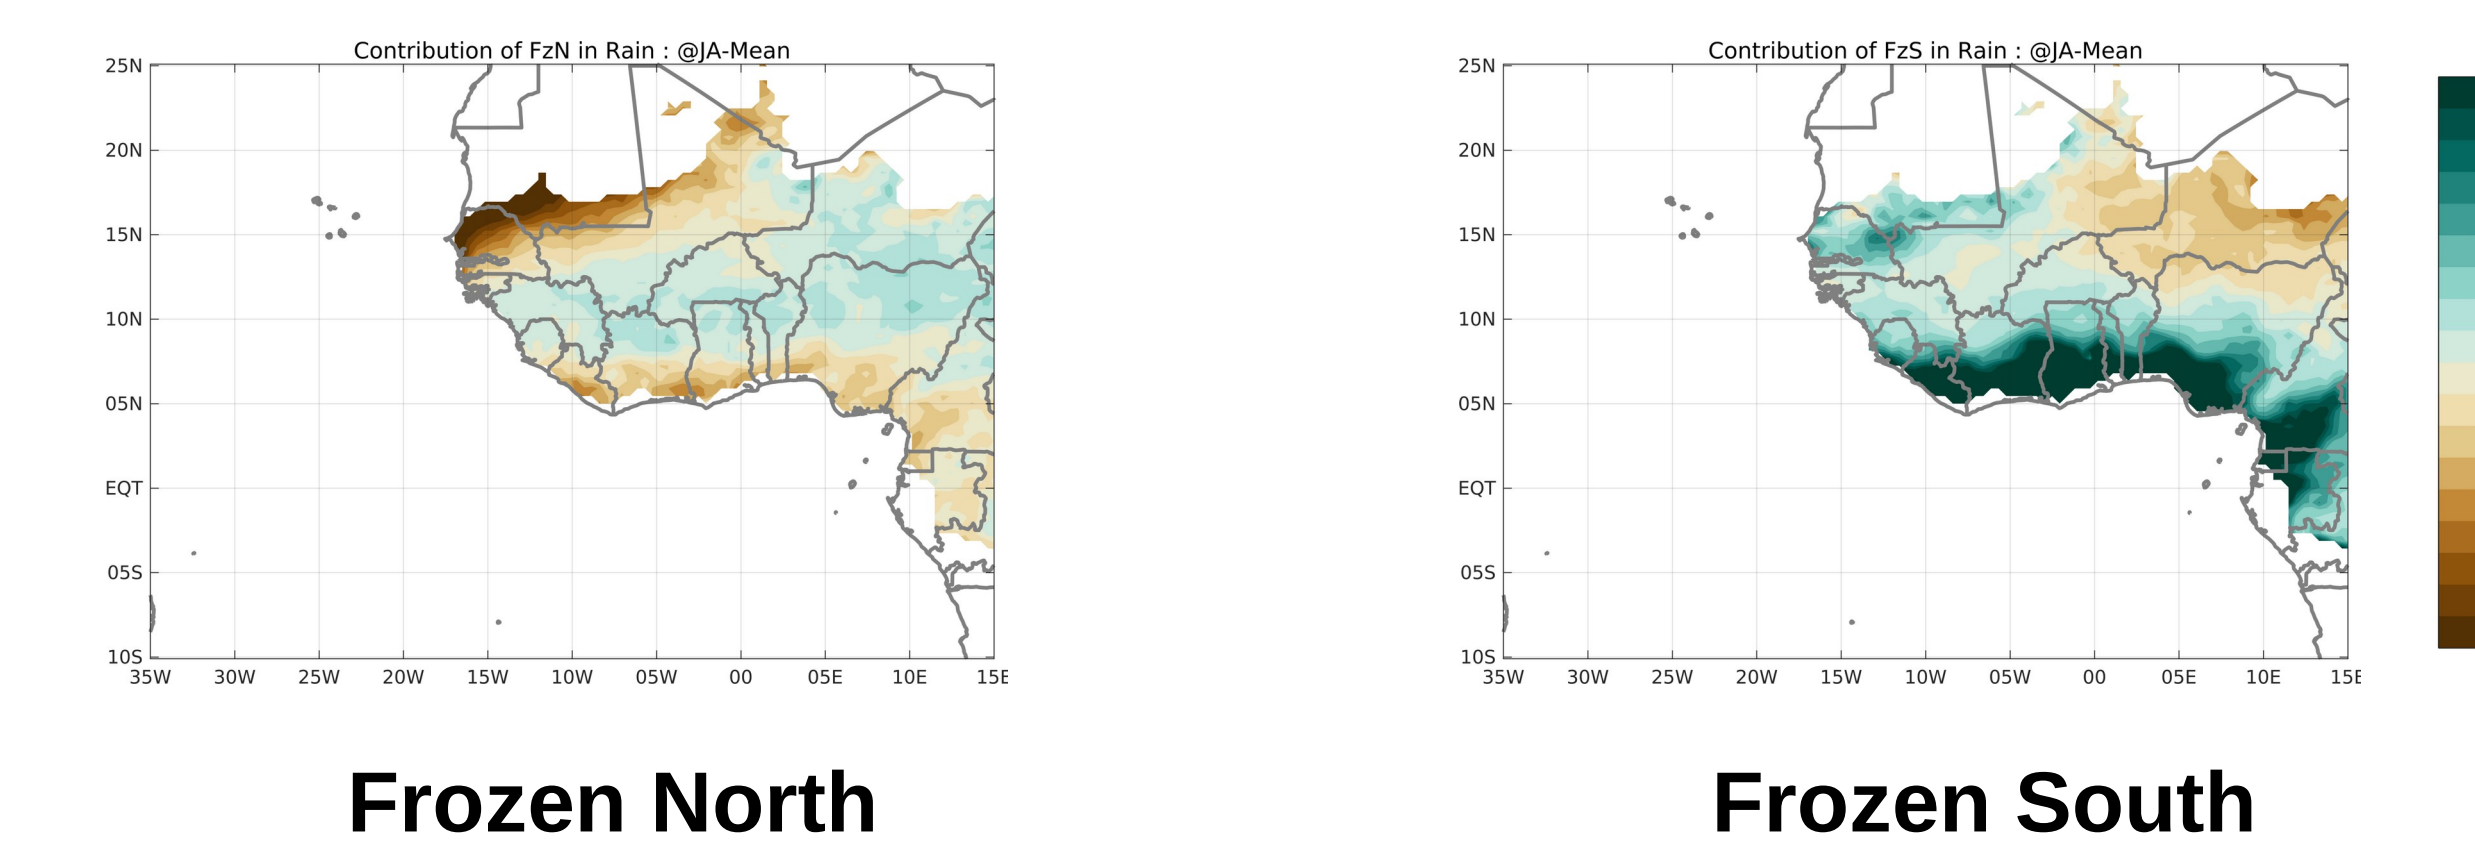 Contribution of FzN in Rain : @JA-Mean
25N
20N
15N
10N
05N
EQT
05S
10S
35W 30W 25W 20W 15W 10W 05W 00 05E 10E 15E
Frozen North
Contribution of FzS in Rain : @JA-Mean
25N
20N
15N
10N
05N
EQT
05S
10S
35W 30W 25W 20W 15W 10W 05W 00 05E 10E 15E
Frozen South